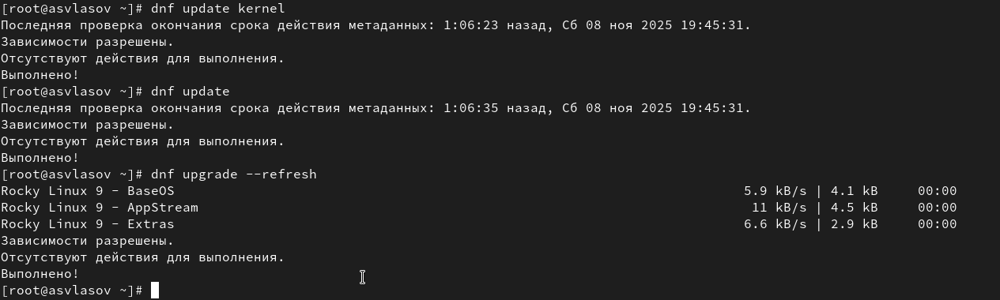 [root@asvlasov ~]# dnf update kernel
Последняя проверка окончания срока действия метаданных: 1:06:23 назад, Сб 08 ноя 2025 19:45:31.
Зависимости разрешены.
Отсутствуют действия для выполнения.
Выполнено!
[root@asvlasov ~]# dnf update
Последняя проверка окончания срока действия метаданных: 1:06:35 назад, Сб 08 ноя 2025 19:45:31.
Зависимости разрешены.
Отсутствуют действия для выполнения.
Выполнено!
[root@asvlasov ~]# dnf upgrade --refresh
Rocky Linux 9 - BaseOS 5.9 kB/s | 4.1 kB 00:00
Rocky Linux 9 - AppStream 11 kB/s | 4.5 kB 00:00
Rocky Linux 9 - Extras 6.6 kB/s | 2.9 kB 00:00
Зависимости разрешены.
Отсутствуют действия для выполнения.
Выполнено!
[root@asvlasov ~]#